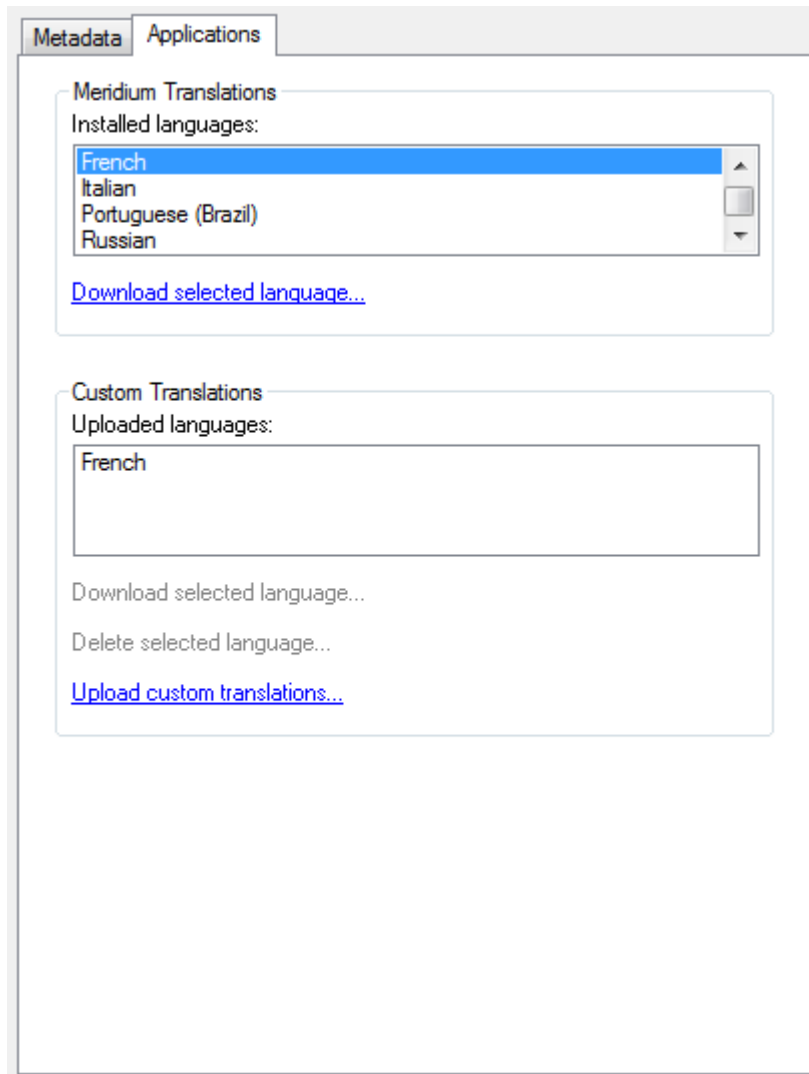 Metadata Applications
Meridium Translations
Installed languages:
French
Italian
Portuguese (Brazil)
Russian
Download selected language...
Custom Translations
Uploaded languages:
French
Download selected language...
Delete selected language...
Upload custom translations...